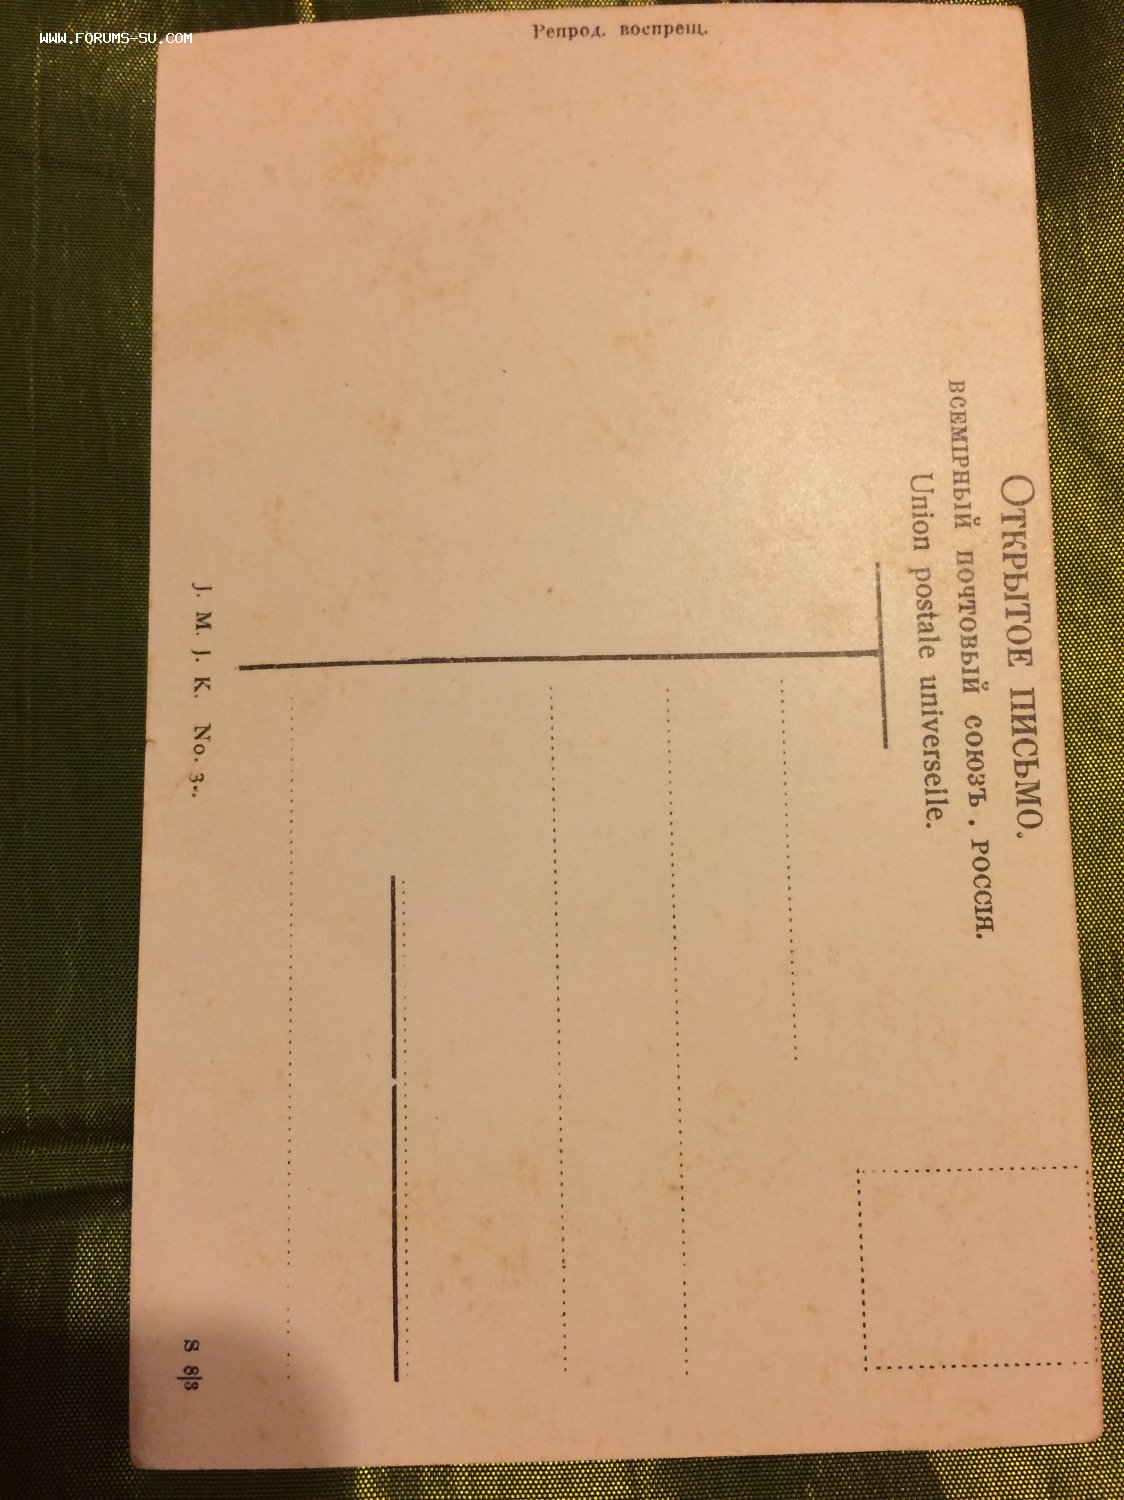 WWW.FORUMS-SU.COM
Репрод. воспрещ.
ОТКРЫТОЕ ПИСЬМО.
ВСЕМІРНЫЙ ПОЧТОВЫЙ СОЮЗЪ. РОССІЯ.
Union postale universelle.
J. M. J. K. No. 3
S 8/3